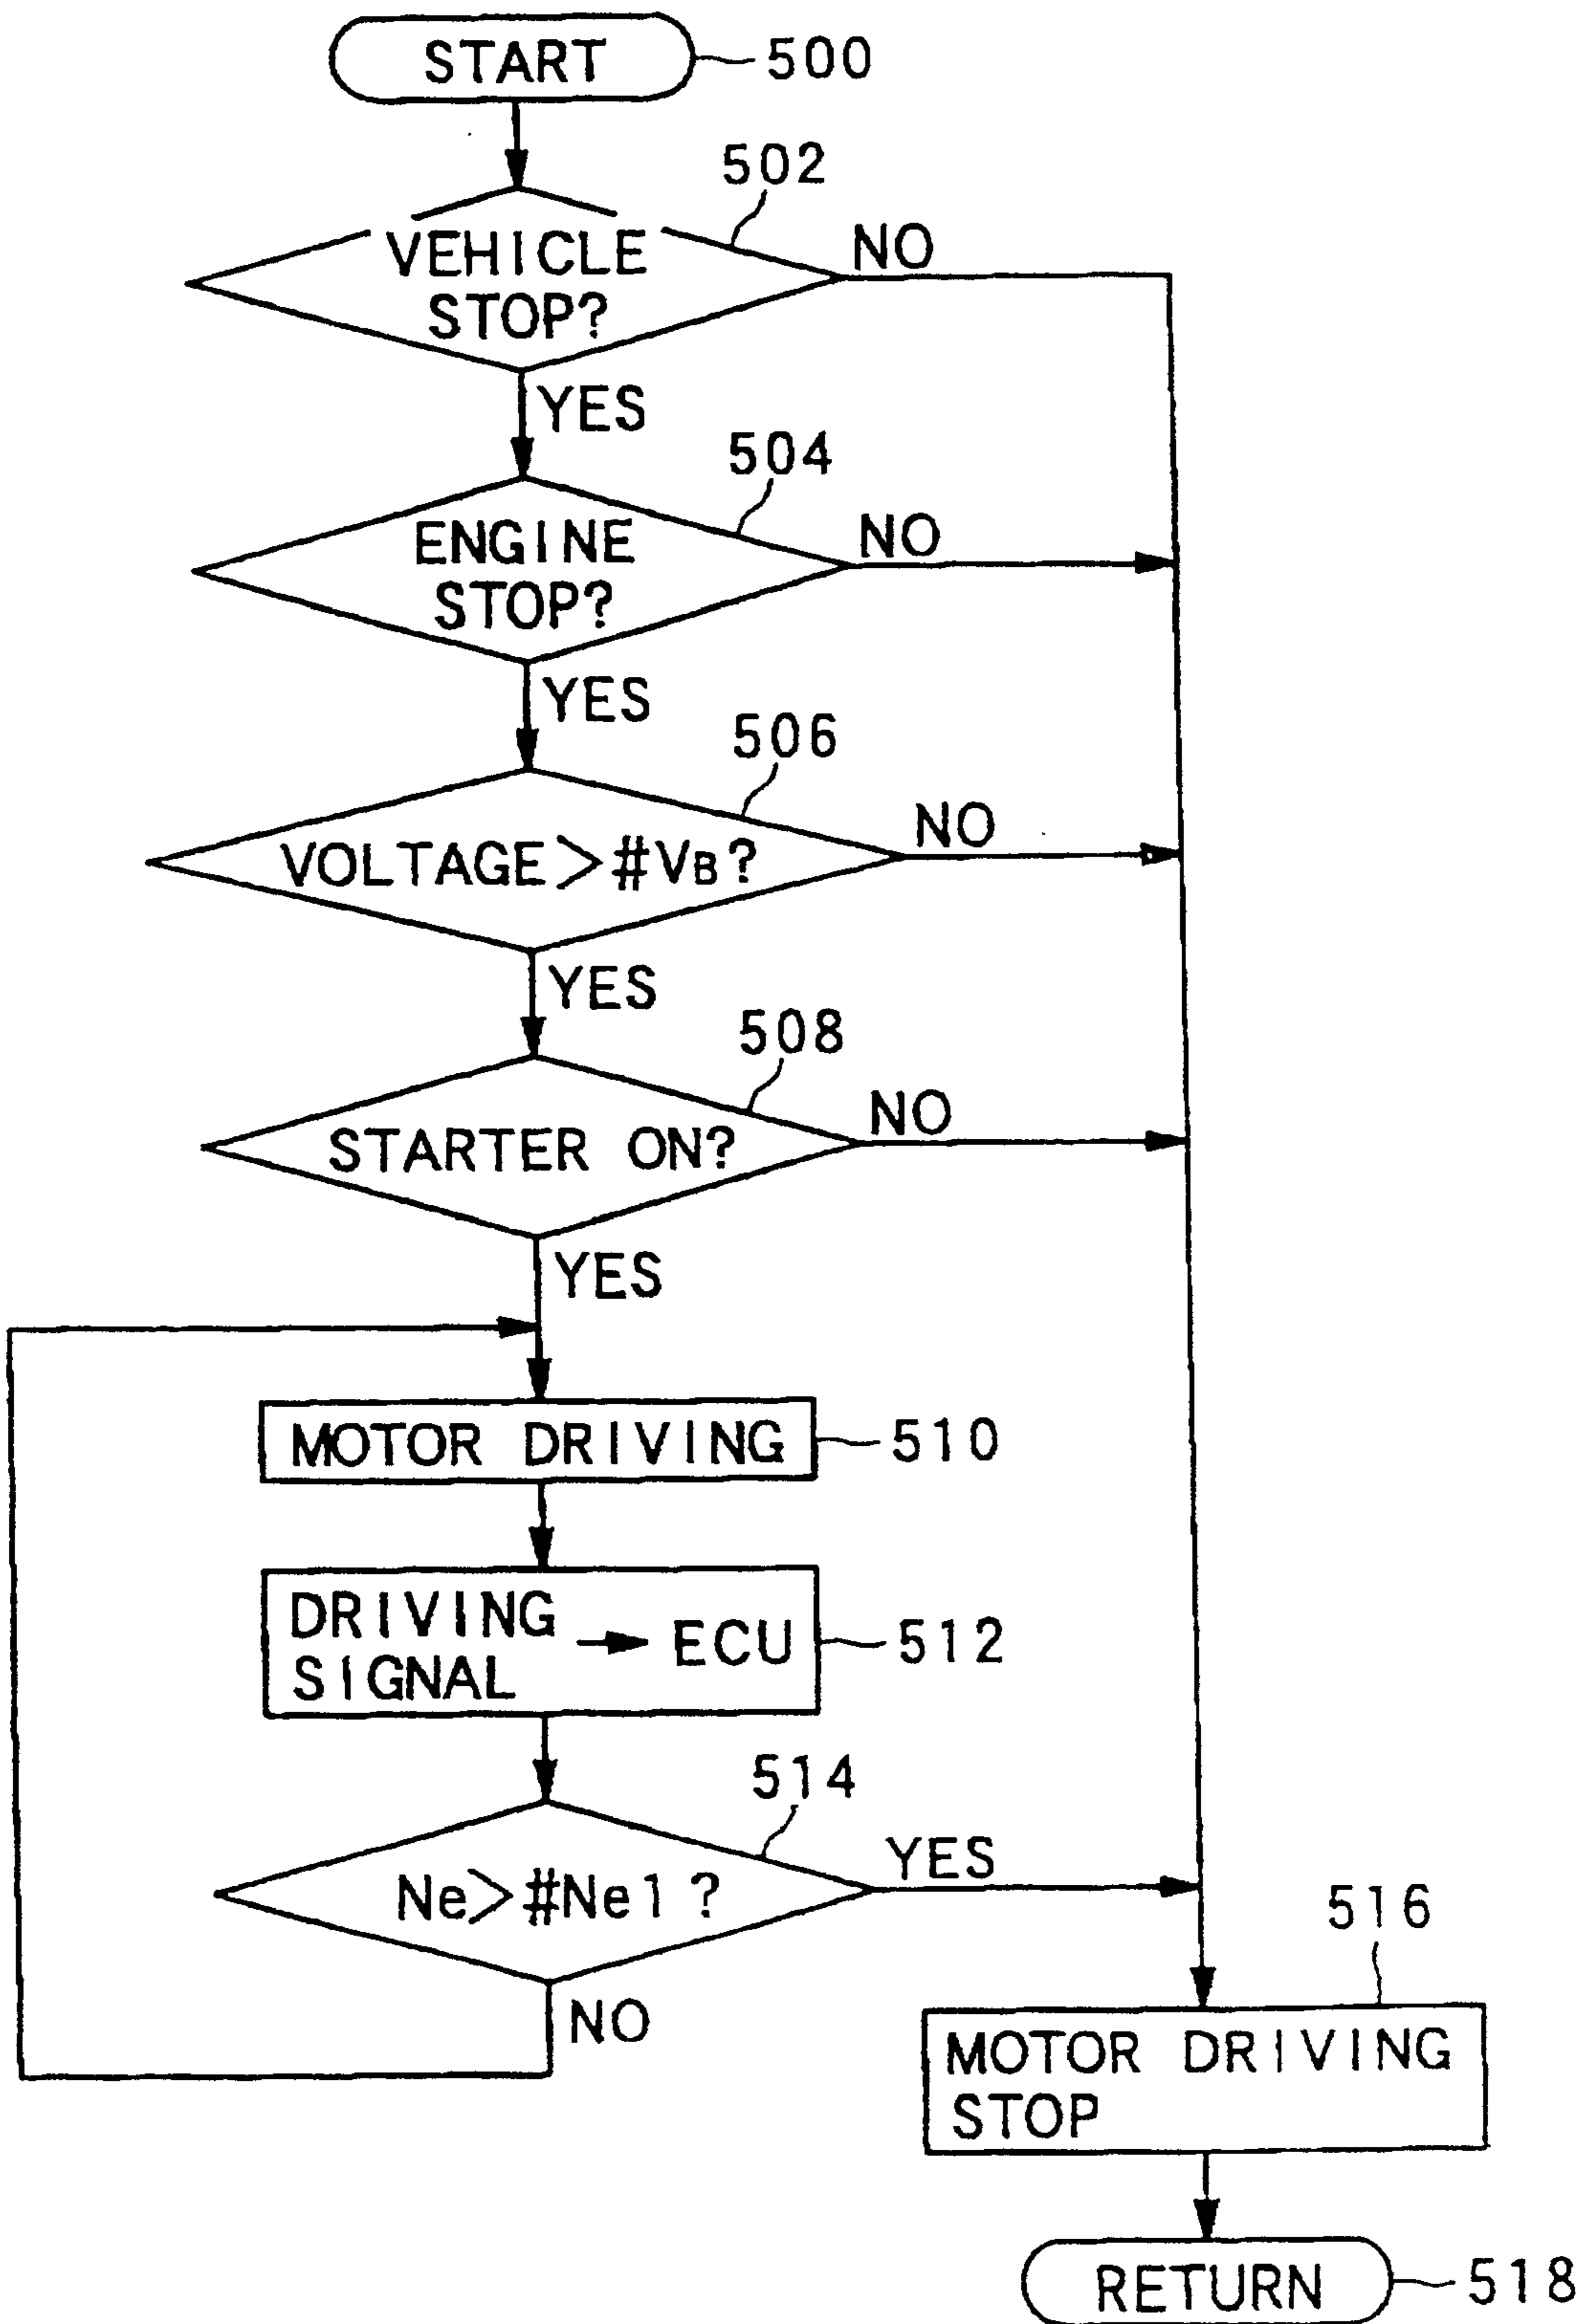 START
500
502
VEHICLE
STOP?
NO
YES
504
ENGINE
STOP?
NO
YES
506
VOLTAGE>#VB?
NO
YES
508
STARTER ON?
NO
YES
MOTOR DRIVING
510
DRIVING
SIGNAL
→ ECU
512
514
Ne>#Ne1?
YES
NO
516
MOTOR DRIVING
STOP
RETURN
518